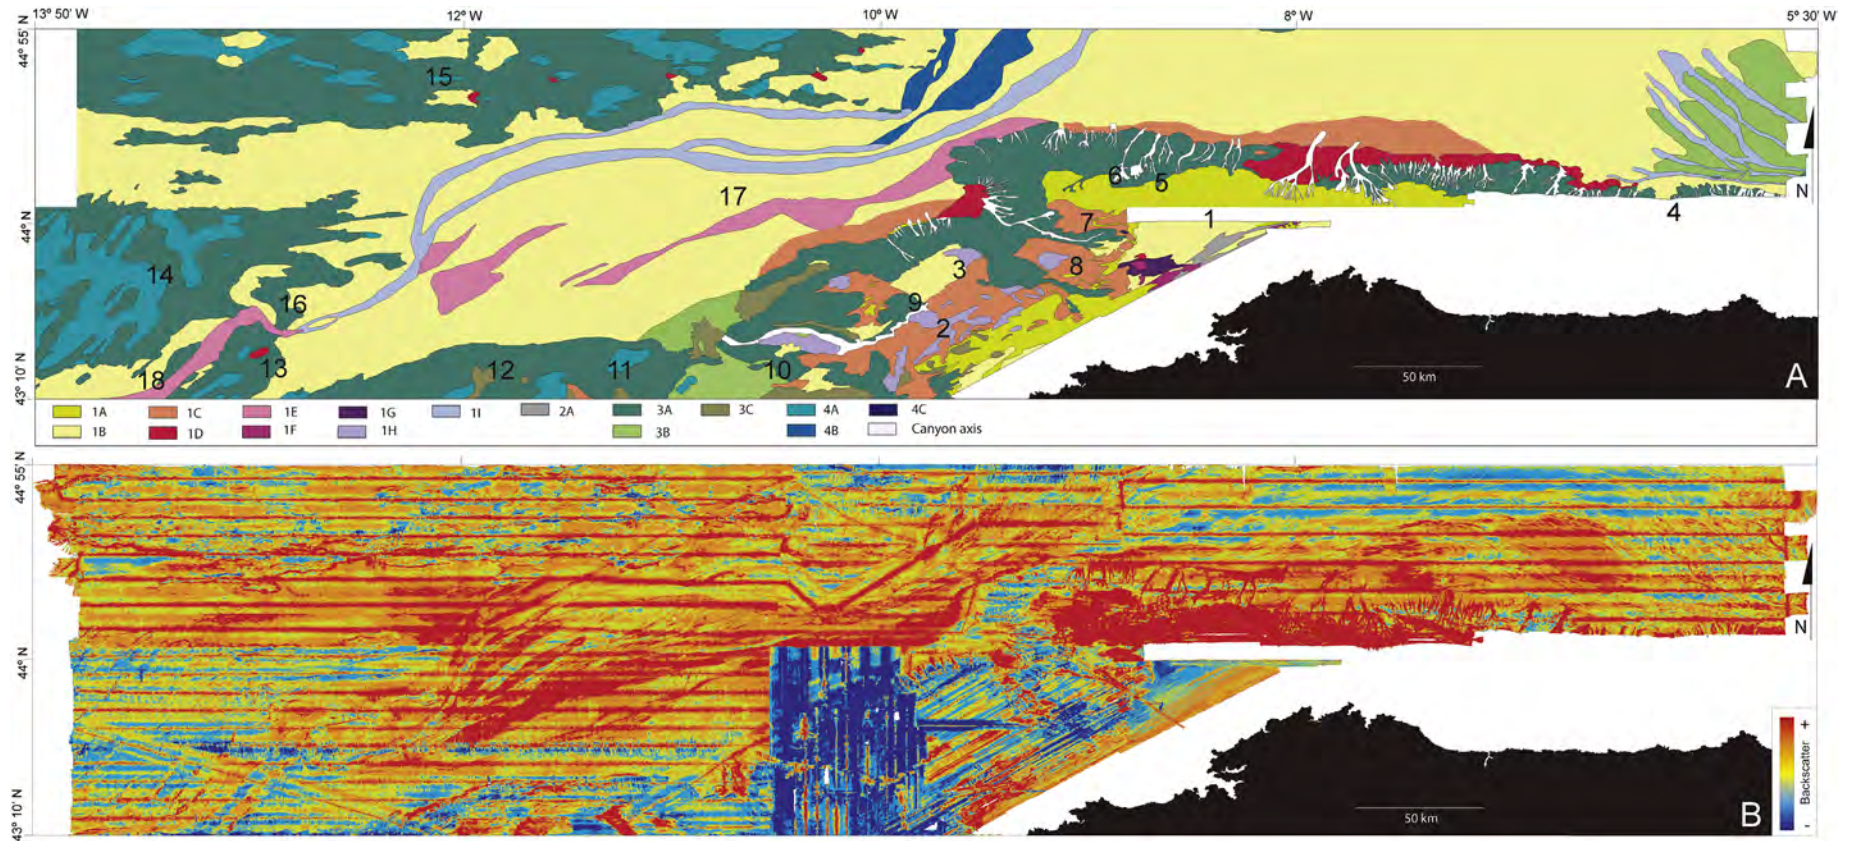 13° 50' W 12° W 10° W 8° W 5° 30' W
44° 55' N
15
17
6 5
4
7 1
N
44° N
14
3 8
16
9
2
13 12 11 10
18
43° 10' N
50 km
A
1A 1C 1E 1G 1I 2A 3A 3C 4A 4C
1B 1D 1F 1H 3B 4B Canyon axis
44° 55' N
N
44° N
+
Backscatter
-
50 km
B
43° 10' N